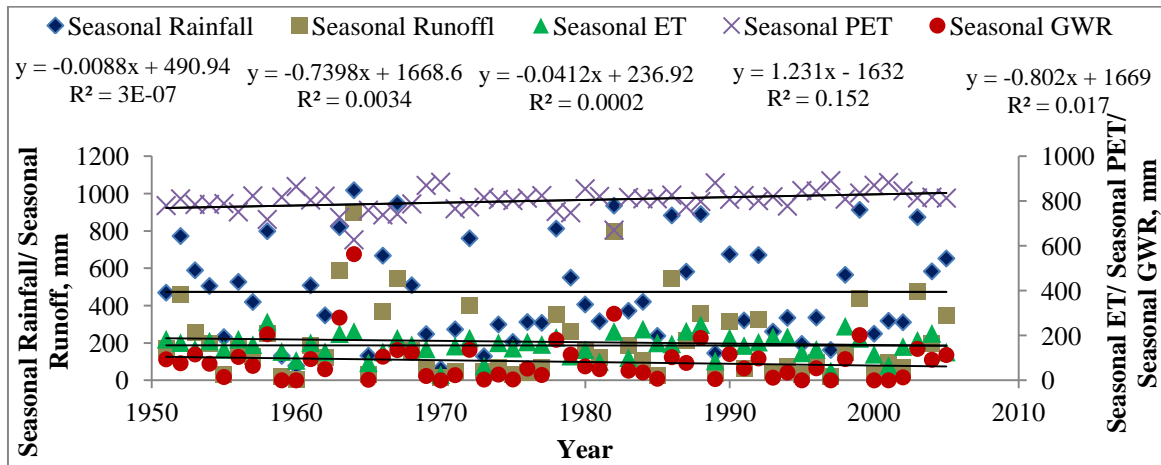 Seasonal Rainfall Seasonal Runoffl Seasonal ET Seasonal PET Seasonal GWR
y = -0.0088x + 490.94 y = -0.7398x + 1668.6 y = -0.0412x + 236.92 y = 1.231x - 1632 y = -0.802x + 1669
R² = 3E-07 R² = 0.0034 R² = 0.0002 R² = 0.152 R² = 0.017
Seasonal Rainfall/ Seasonal
Runoff, mm
1200
1000
800
600
400
200
0
1000
800
600
400
200
0
Seasonal ET/ Seasonal PET/
Seasonal GWR, mm
1950 1960 1970 1980 1990 2000 2010
Year